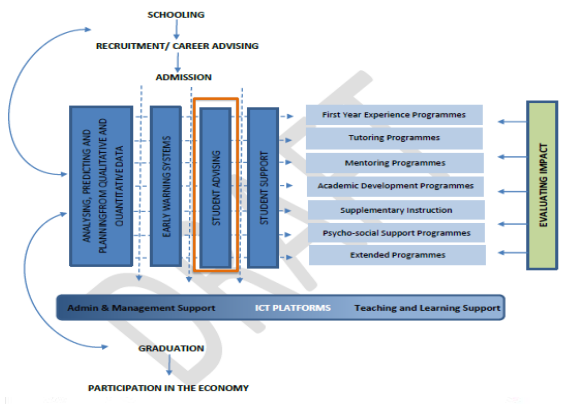 SCHOOLING
RECRUITMENT/ CAREER ADVISING
ADMISSION
ANALYSING, PREDICTING AND
PLANNINGFROM QUALITATIVE AND
QUANTITATIVE DATA
EARLY WARNING SYSTEMS
STUDENT ADVISING
STUDENT SUPPORT
First Year Experience Programmes
Tutoring Programmes
Mentoring Programmes
Academic Development Programmes
Supplementary Instruction
Psycho-social Support Programmes
Extended Programmes
EVALUATING IMPACT
Admin & Management Support
ICT PLATFORMS
Teaching and Learning Support
GRADUATION
PARTICIPATION IN THE ECONOMY
DRAFT